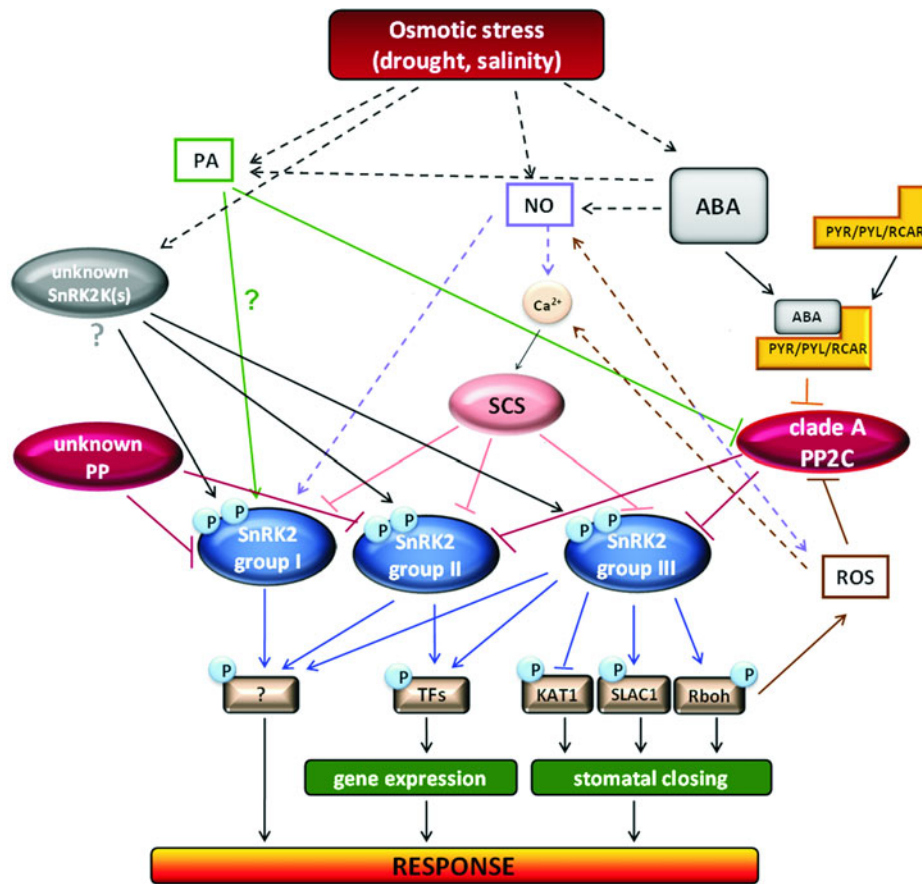 Osmotic stress
(drought, salinity)
PA
NO
ABA
PYR/PYL/RCAR
unknown
SnRK2K(s)
?
?
Ca2+
ABA
PYR/PYL/RCAR
SCS
clade A
PP2C
unknown
PP
P P
SnRK2
group I
P P
SnRK2
group II
P P
SnRK2
group III
ROS
P
?
P
TFs
P
KAT1
P
SLAC1
P
Rboh
gene expression
stomatal closing
RESPONSE